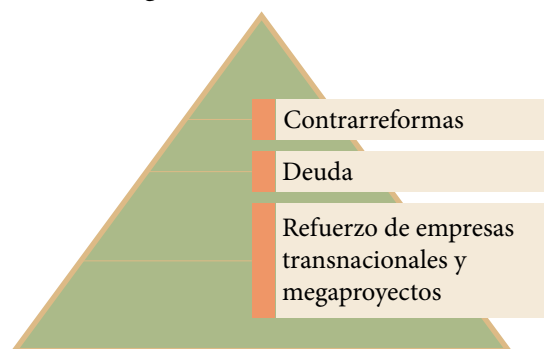 Contrarreformas
Deuda
Refuerzo de empresas
transnacionales y
megaproyectos